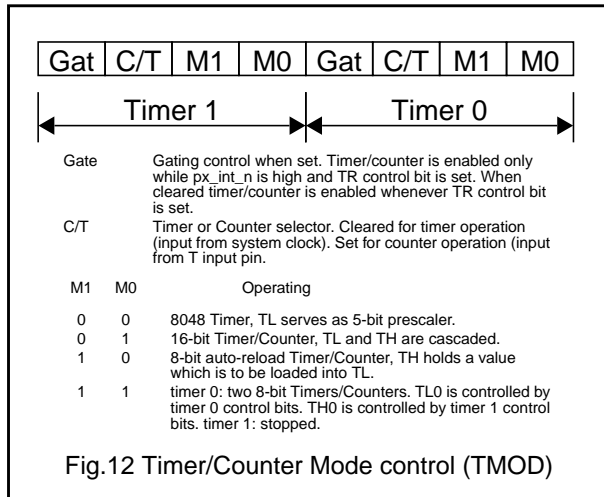 Gat C/T M1 M0 Gat C/T M1 M0
Timer 1 Timer 0
Gate Gating control when set. Timer/counter is enabled only
while px_int_n is high and TR control bit is set. When
cleared timer/counter is enabled whenever TR control bit
is set.
C/T Timer or Counter selector. Cleared for timer operation
(input from system clock). Set for counter operation (input
from T input pin.
M1 M0 Operating
0 0 8048 Timer, TL serves as 5-bit prescaler.
0 1 16-bit Timer/Counter, TL and TH are cascaded.
1 0 8-bit auto-reload Timer/Counter, TH holds a value
which is to be loaded into TL.
1 1 timer 0: two 8-bit Timers/Counters. TL0 is controlled by
timer 0 control bits. TH0 is controlled by timer 1 control
bits. timer 1: stopped.
Fig.12 Timer/Counter Mode control (TMOD)